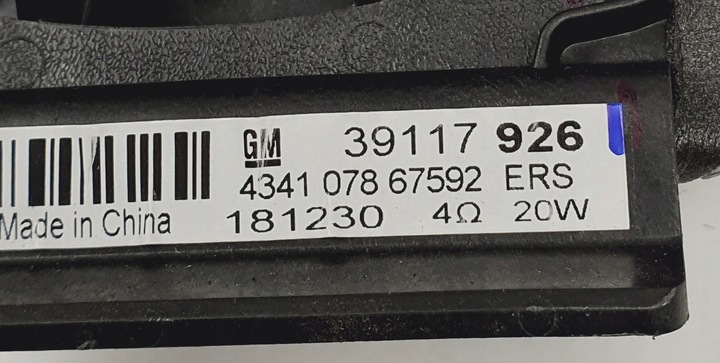 GM 39117 926
4341 078 67592 ERS
Made in China 181230 4Ω 20W